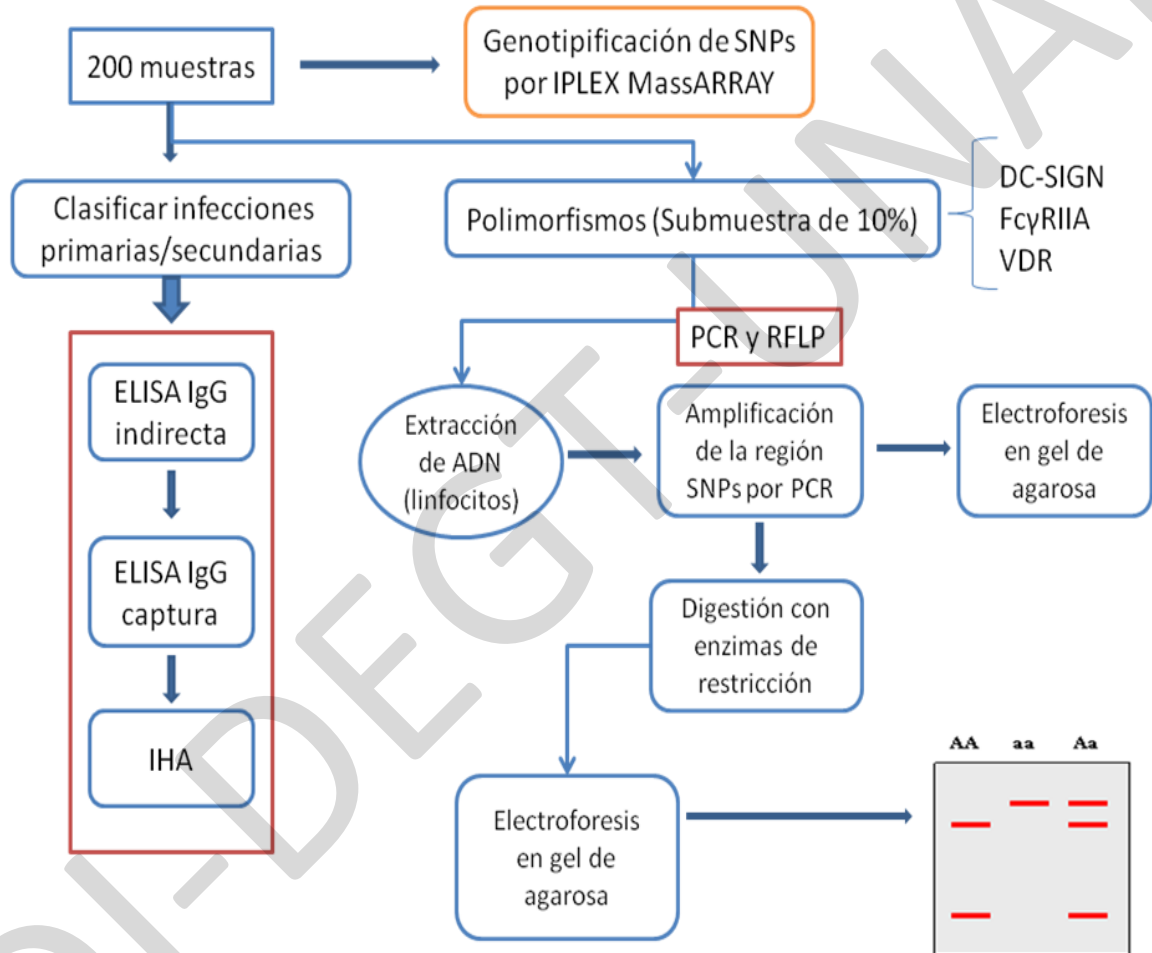 200 muestras
Genotipificación de SNPs
por IPLEX MassARRAY
Clasificar infecciones
primarias/secundarias
Polimorfismos (Submuestra de 10%)
DC-SIGN
FcγRIIA
VDR
PCR y RFLP
ELISA IgG
indirecta
ELISA IgG
captura
IHA
Extracción
de ADN
(linfocitos)
Amplificación
de la región
SNPs por PCR
Electroforesis
en gel de
agarosa
Digestión con
enzimas de
restricción
Electroforesis
en gel de
agarosa
AA aa Aa
DI-DEGT-UNA